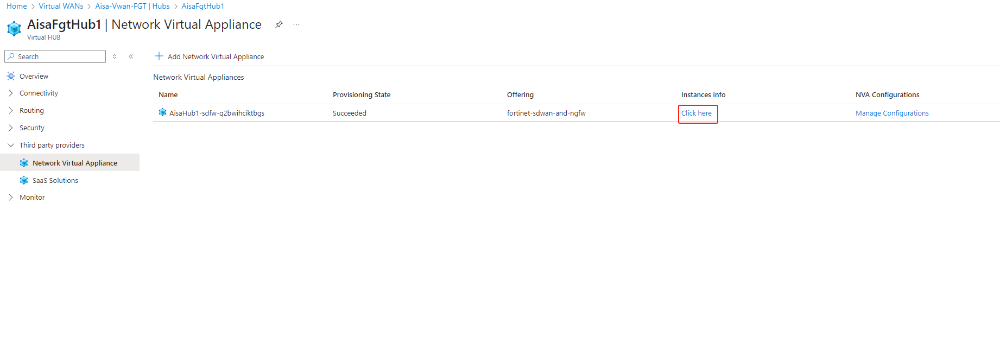 Home > Virtual WANs > Aisa-Vwan-FGT | Hubs > AisaFgtHub1
AisaFgtHub1 | Network Virtual Appliance
Virtual HUB
Search
Add Network Virtual Appliance
Overview
Connectivity
Routing
Security
Third party providers
Network Virtual Appliance
SaaS Solutions
Monitor
Network Virtual Appliances
Name Provisioning State Offering Instances info NVA Configurations
AisaHub1-sdfw-q2bwihciktbgs Succeeded fortinet-sdwan-and-ngfw Click here Manage Configurations